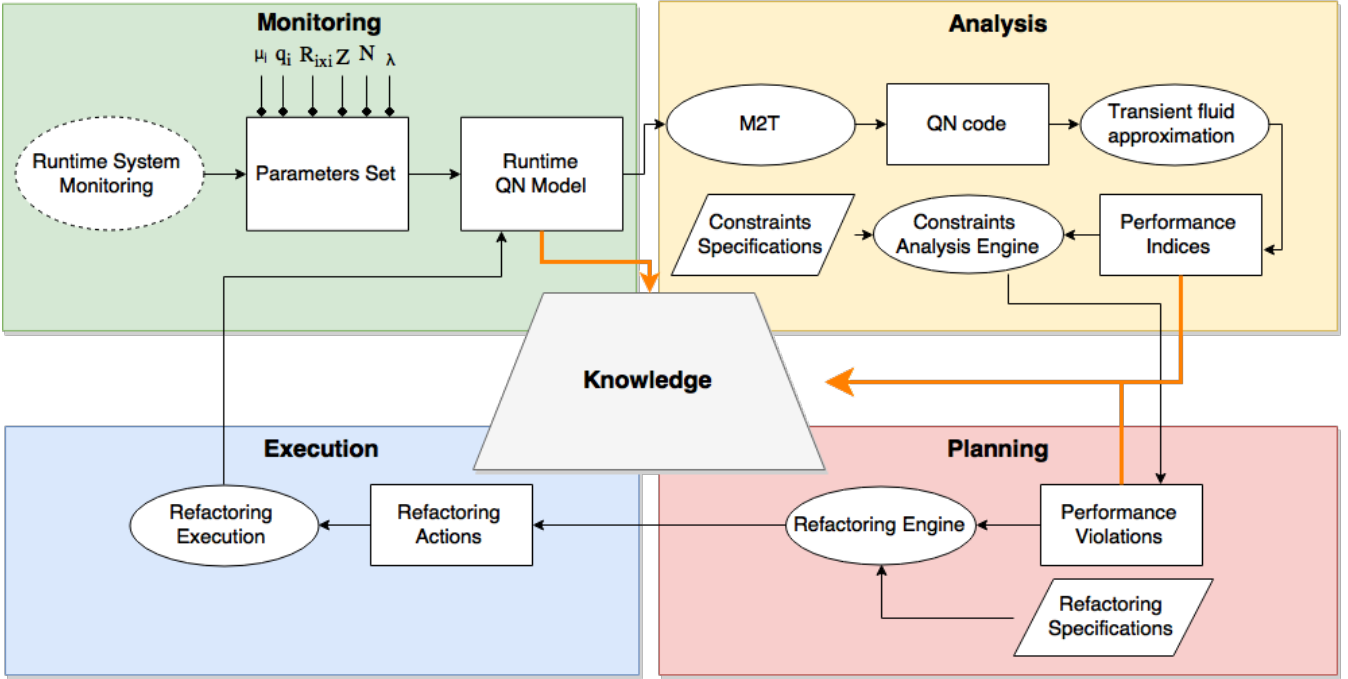 Monitoring
μᵢ qᵢ Rᵢₓᵢ Z N λ
Runtime System
Monitoring
Parameters Set
Runtime
QN Model
Analysis
M2T
QN code
Transient fluid
approximation
Constraints
Specifications
Constraints
Analysis Engine
Performance
Indices
Knowledge
Execution
Refactoring
Execution
Refactoring
Actions
Planning
Refactoring Engine
Performance
Violations
Refactoring
Specifications